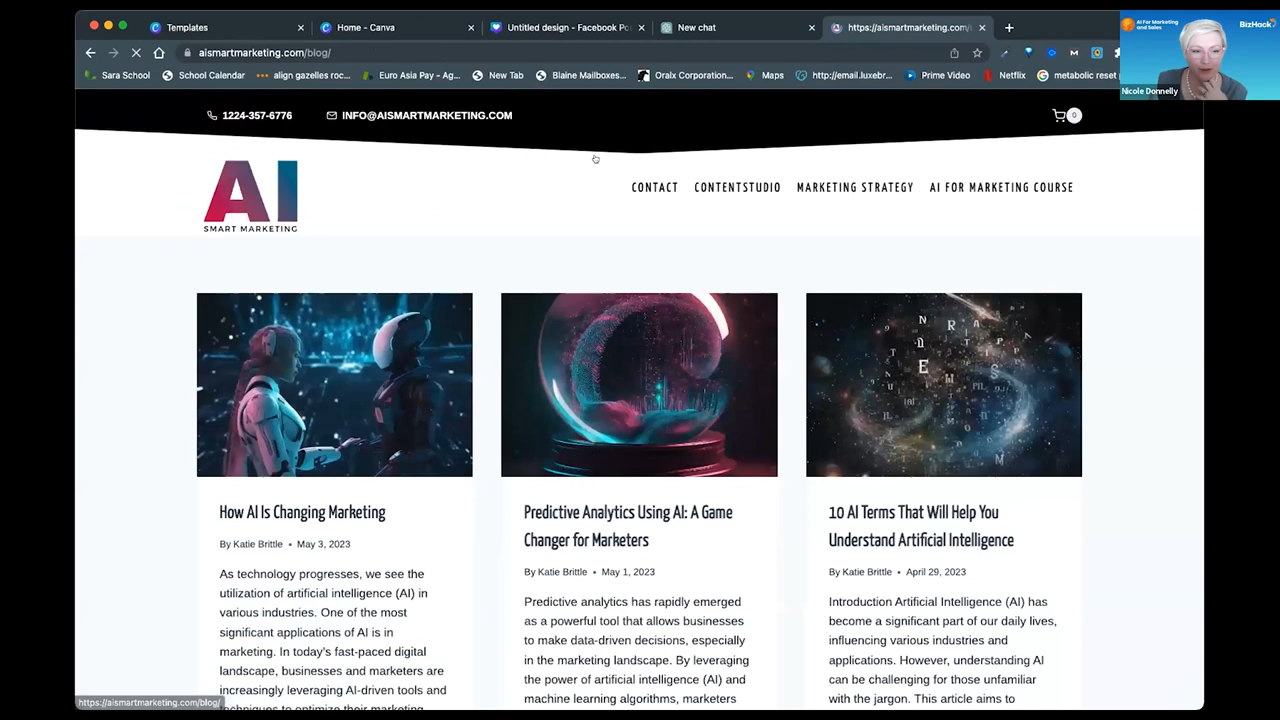 Templates
Home - Canva
Untitled design - Facebook Po
New chat
https://aismartmarketing.com/
aismartmarketing.com/blog/
Sara School
School Calendar
align gazelles roc...
Euro Asia Pay - Ag...
New Tab
Blaine Mailboxes...
Oralx Corporation...
Maps
http://email.luxebr...
Prime Video
Netflix
metabolic reset
AI For Marketing
and Sales
BizHack
Nicole Donnelly
1224-357-6776
INFO@AISMARTMARKETING.COM
0
AI
SMART MARKETING
CONTACT
CONTENTSTUDIO
MARKETING STRATEGY
AI FOR MARKETING COURSE
How AI Is Changing Marketing
By Katie Brittle • May 3, 2023
As technology progresses, we see the
utilization of artificial intelligence (AI) in
various industries. One of the most
significant applications of AI is in
marketing. In today's fast-paced digital
landscape, businesses and marketers are
increasingly leveraging AI-driven tools and
techniques to optimize their marketing
Predictive Analytics Using AI: A Game
Changer for Marketers
By Katie Brittle • May 1, 2023
Predictive analytics has rapidly emerged
as a powerful tool that allows businesses
to make data-driven decisions, especially
in the marketing landscape. By leveraging
the power of artificial intelligence (AI) and
machine learning algorithms, marketers
10 AI Terms That Will Help You
Understand Artificial Intelligence
By Katie Brittle • April 29, 2023
Introduction Artificial Intelligence (AI) has
become a significant part of our daily lives,
influencing various industries and
applications. However, understanding AI
can be challenging for those unfamiliar
with the jargon. This article aims to
https://aismartmarketing.com/blog/